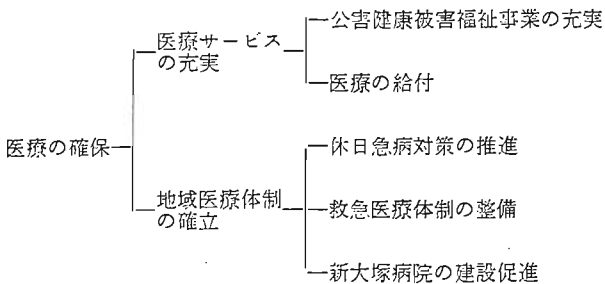 医療の確保
医療サービス
の充実
公害健康被害福祉事業の充実
医療の給付
地域医療体制
の確立
休日急病対策の推進
救急医療体制の整備
新大塚病院の建設促進